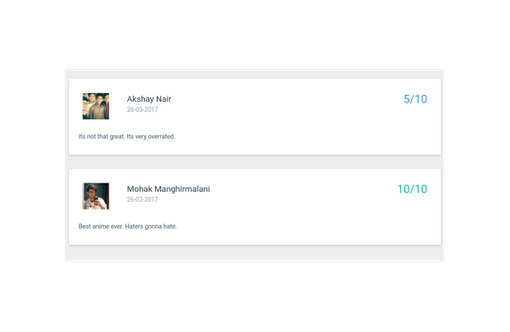 Akshay Nair
5/10
26-03-2017
Its not that great. Its very overrated.
Mohak Manghirmalani
10/10
26-03-2017
Best anime ever. Haters gonna hate.